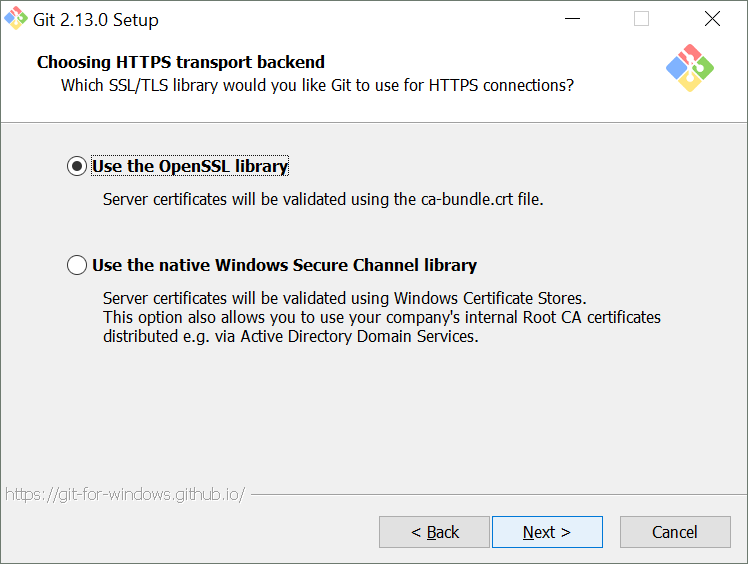 Git 2.13.0 Setup
Choosing HTTPS transport backend
Which SSL/TLS library would you like Git to use for HTTPS connections?
Use the OpenSSL library
Server certificates will be validated using the ca-bundle.crt file.
Use the native Windows Secure Channel library
Server certificates will be validated using Windows Certificate Stores.
This option also allows you to use your company's internal Root CA certificates
distributed e.g. via Active Directory Domain Services.
https://git-for-windows.github.io/
< Back Next > Cancel